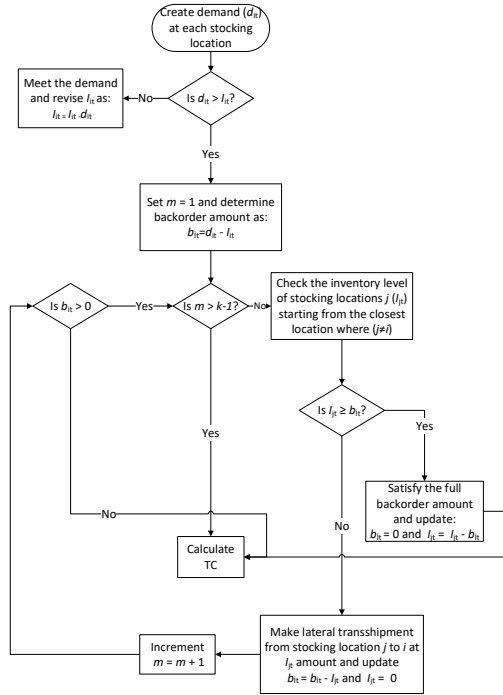 Create demand (dit)
at each stocking
location
Meet the demand
and revise Iit as:
Iit = Iit -dit
No
Is dit > Iit?
Yes
Set m = 1 and determine
backorder amount as:
bit=dit - Iit
Is bit > 0
Yes
Is m > k-1?
No
Check the inventory level
of stocking locations j (Ijt)
starting from the closest
location where (j≠i)
Is Ijt ≥ bit?
Yes
Yes
Satisfy the full
backorder amount
and update:
bit = 0 and Ijt = Ijt - bit
No
No
Calculate
TC
Make lateral transshipment
from stocking location j to i at
Ijt amount and update
bit = bit - Ijt and Ijt = 0
Increment
m = m + 1